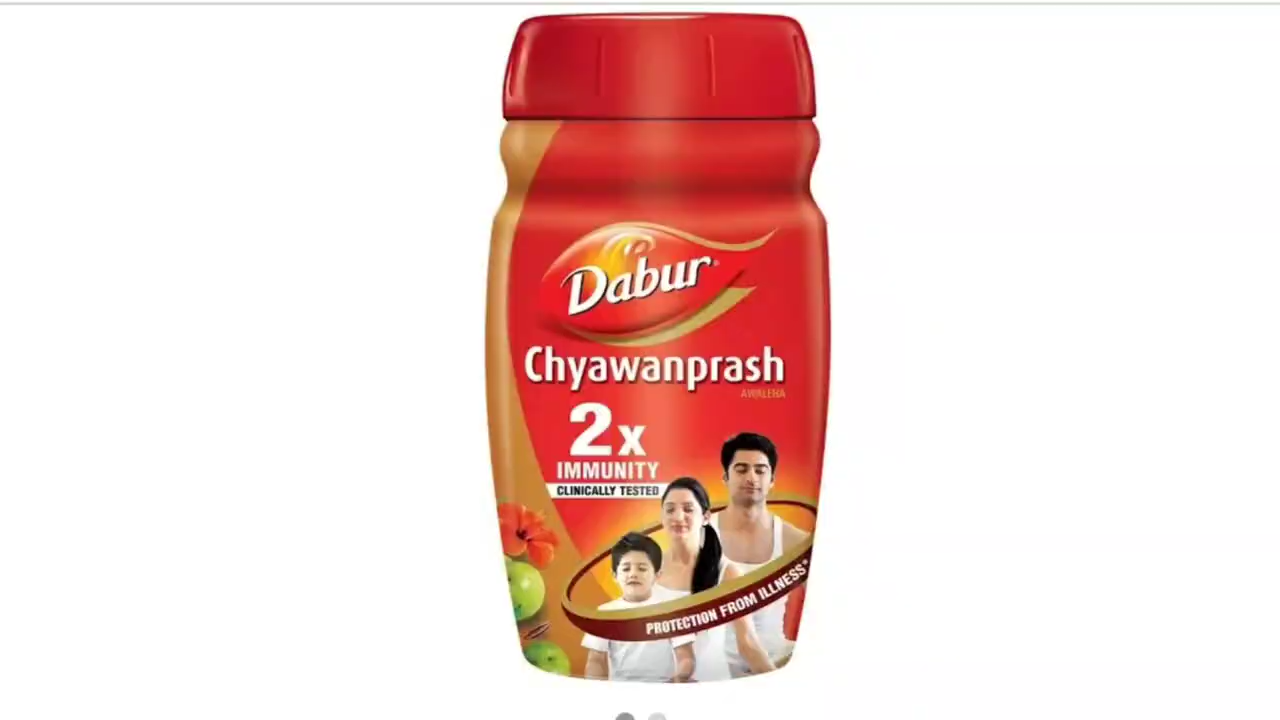 Dabur
Chyawanprash
AWALEHA
2x
IMMUNITY
CLINICALLY TESTED
PROTECTION FROM ILLNESS*